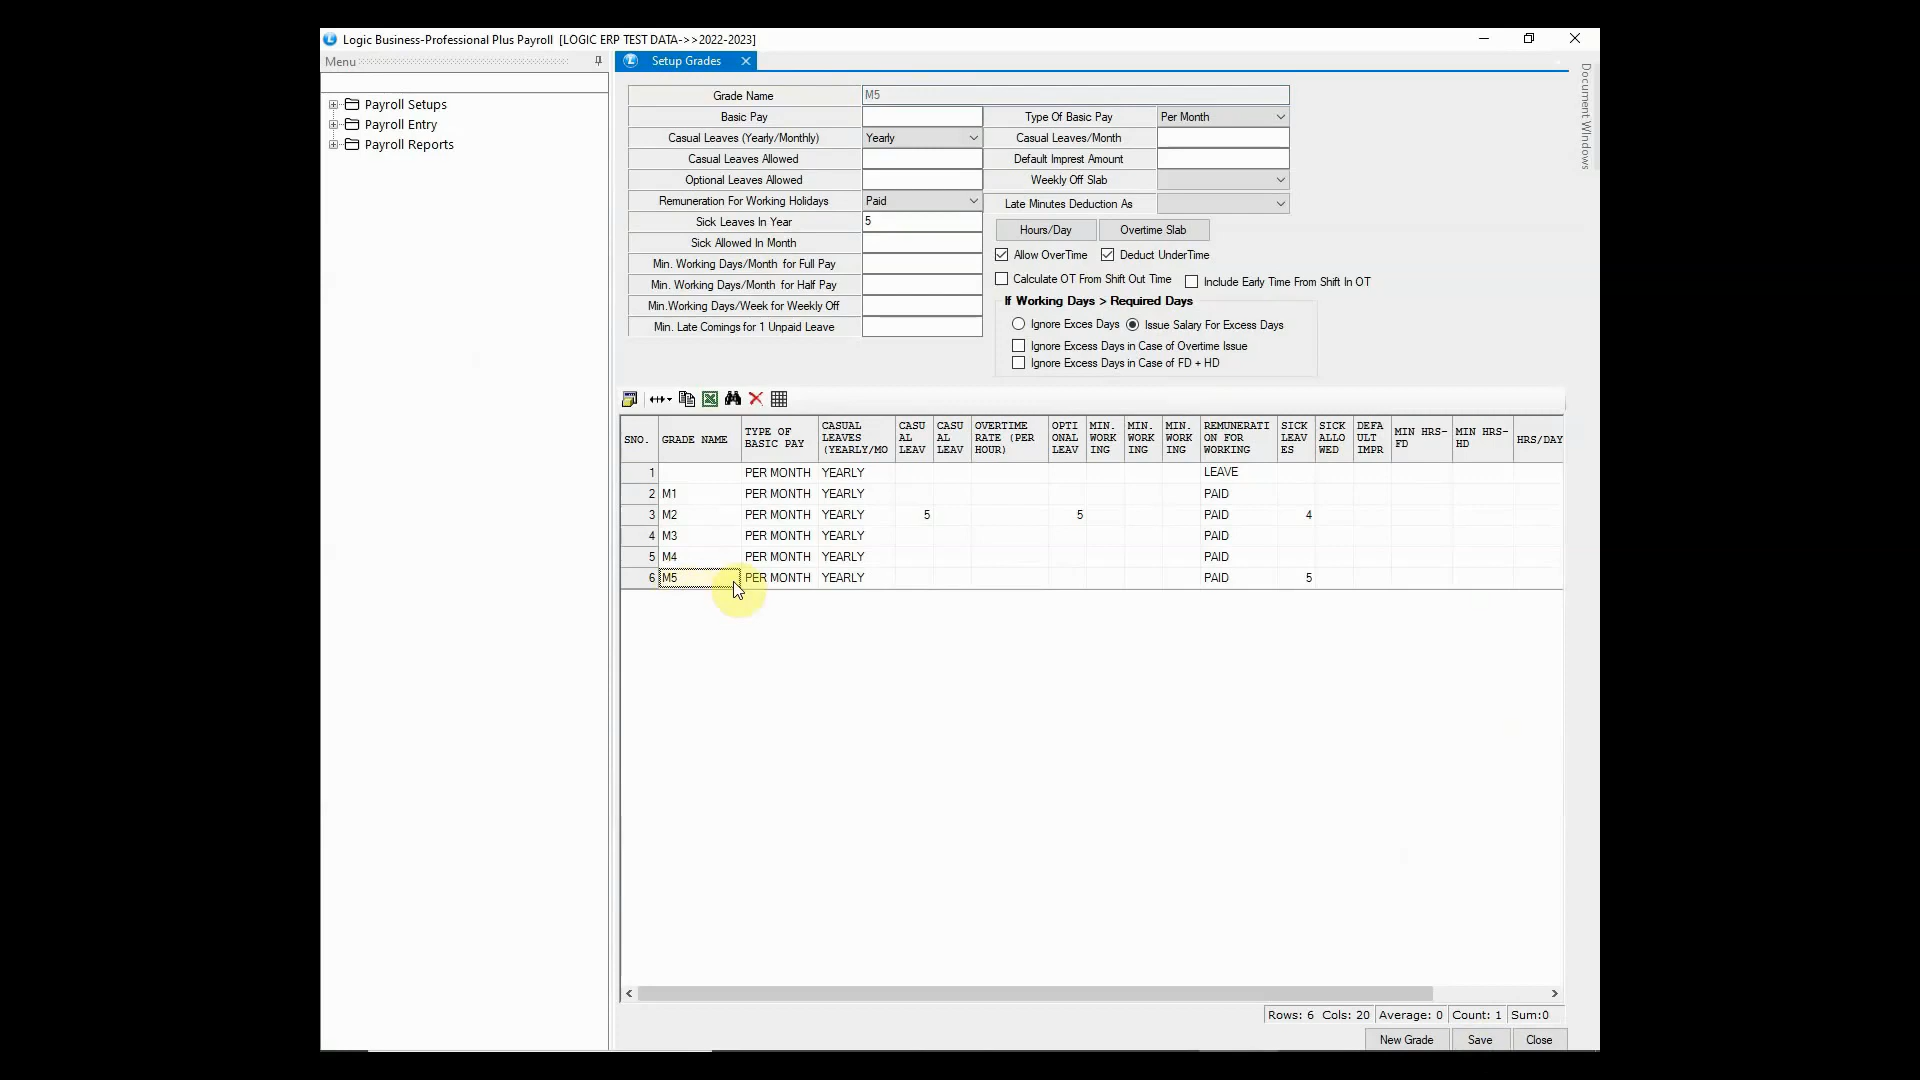 Logic Business-Professional Plus Payroll [LOGIC ERP TEST DATA->>2022-2023]
Menu
Setup Grades
Document Windows
Payroll Setups
Payroll Entry
Payroll Reports
Grade Name M5
Basic Pay Type Of Basic Pay Per Month
Casual Leaves (Yearly/Monthly) Yearly Casual Leaves/Month
Casual Leaves Allowed Default Imprest Amount
Optional Leaves Allowed Weekly Off Slab
Remuneration For Working Holidays Paid Late Minutes Deduction As
Sick Leaves In Year 5 Hours/Day Overtime Slab
Sick Allowed In Month Allow OverTime Deduct UnderTime
Min. Working Days/Month for Full Pay Calculate OT From Shift Out Time Include Early Time From Shift In OT
Min. Working Days/Month for Half Pay If Working Days > Required Days
Min.Working Days/Week for Weekly Off Ignore Exces Days Issue Salary For Excess Days
Min. Late Comings for 1 Unpaid Leave Ignore Excess Days in Case of Overtime Issue
Ignore Excess Days in Case of FD + HD
SNO. GRADE NAME TYPE OF BASIC PAY CASUAL LEAVES (YEARLY/MO CASU AL LEAV CASU AL LEAV OVERTIME RATE (PER HOUR) OPTI ONAL LEAV MIN. WORK ING MIN. WORK ING MIN. WORK ING REMUNERATI ON FOR WORKING SICK LEAV ES SICK ALLO WED DEFA ULT IMPR MIN HRS-FD MIN HRS-HD HRS/DAY
1 PER MONTH YEARLY LEAVE
2 M1 PER MONTH YEARLY PAID
3 M2 PER MONTH YEARLY 5 5 PAID 4
4 M3 PER MONTH YEARLY PAID
5 M4 PER MONTH YEARLY PAID
6 M5 PER MONTH YEARLY PAID 5
Rows: 6 Cols: 20 Average: 0 Count: 1 Sum:0
New Grade Save Close